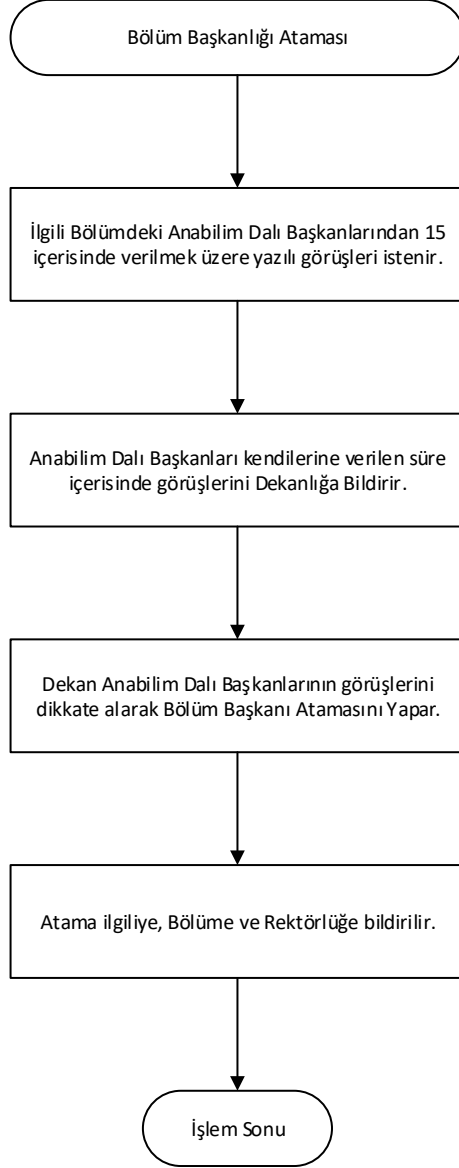 Bölüm Başkanlığı Ataması
İlgili Bölümdeki Anabilim Dalı Başkanlarından 15
içerisinde verilmek üzere yazılı görüşleri istenir.
Anabilim Dalı Başkanları kendilerine verilen süre
içerisinde görüşlerini Dekanlığa Bildirir.
Dekan Anabilim Dalı Başkanlarının görüşlerini
dikkate alarak Bölüm Başkanı Atamasını Yapar.
Atama ilgiliye, Bölüme ve Rektörlüğe bildirilir.
İşlem Sonu